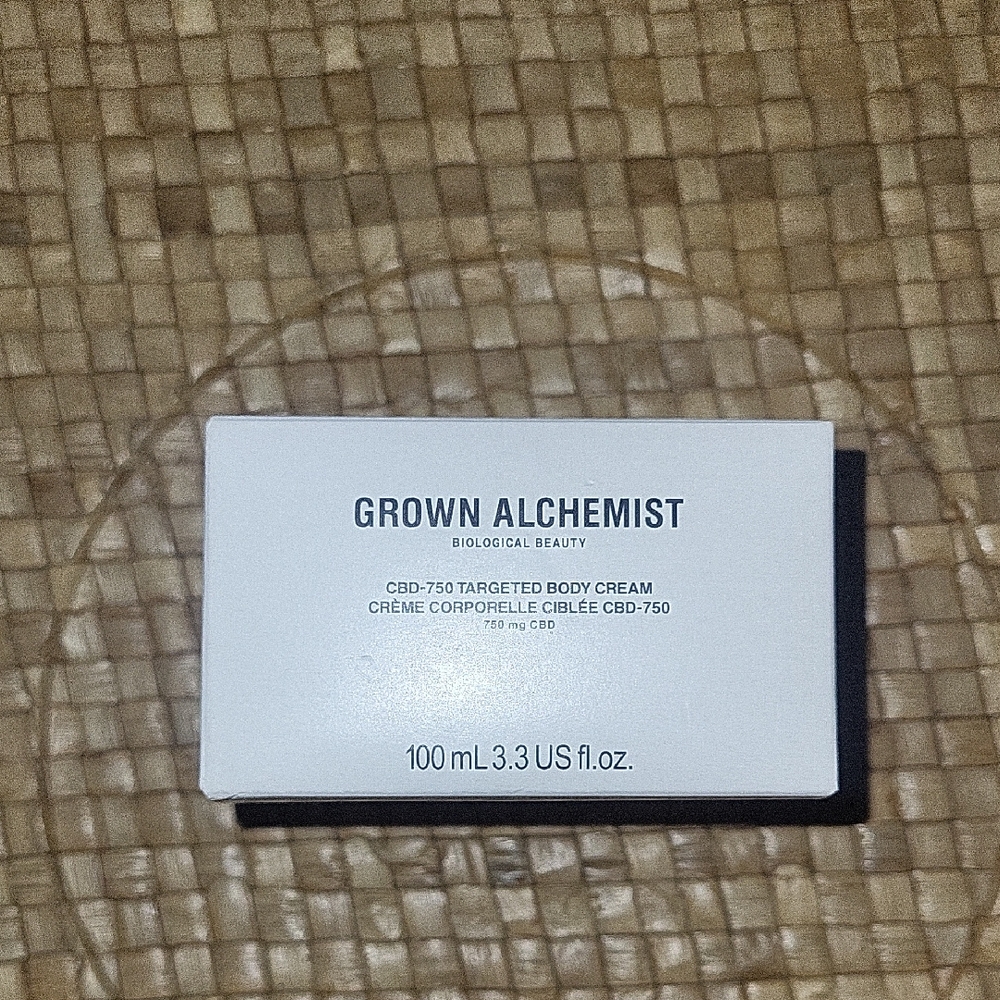 GROWN ALCHEMIST
BIOLOGICAL BEAUTY
CBD-750 TARGETED BODY CREAM
CRÈME CORPORELLE CIBLÉE CBD-750
750 mg CBD
100 mL 3.3 US fl.oz.